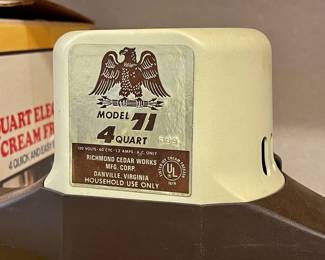 QUART ELE
CREAM FR
4 QUICK AND EASY
MODEL 71
4 QUART
120 VOLTS - 60 CYC - 1.2 AMPS - A.C. ONLY
RICHMOND CEDAR WORKS
MFG. CORP.
DANVILLE, VIRGINIA
HOUSEHOLD USE ONLY
UL